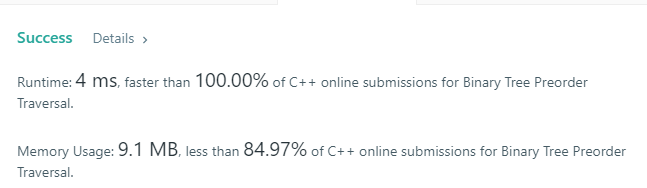 Success Details >
Runtime: 4 ms, faster than 100.00% of C++ online submissions for Binary Tree Preorder
Traversal.
Memory Usage: 9.1 MB, less than 84.97% of C++ online submissions for Binary Tree Preorder
Traversal.